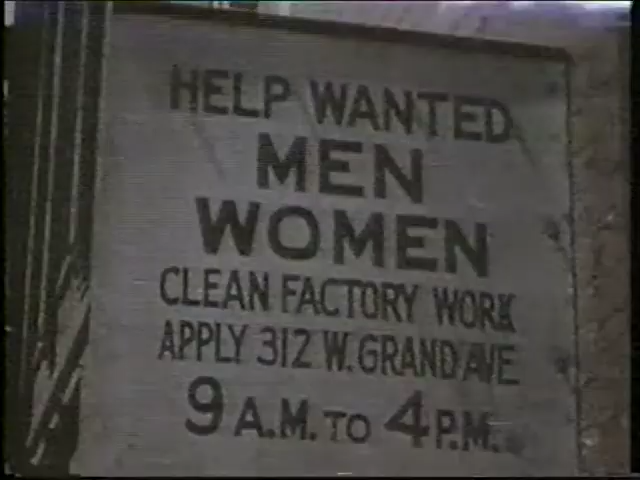 HELP WANTED
MEN
WOMEN
CLEAN FACTORY WORK
APPLY 312 W. GRAND AVE
9 A.M. TO 4 P.M.